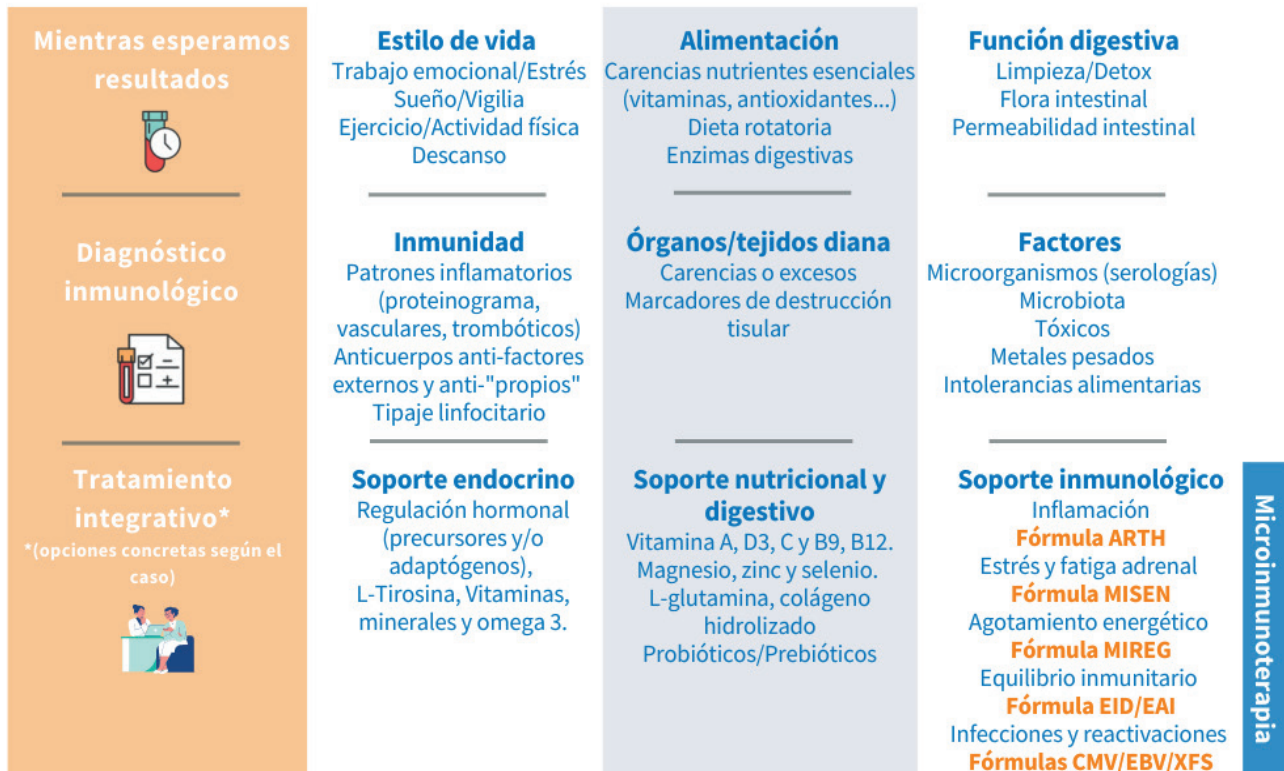 Mientras esperamos
resultados
Estilo de vida
Trabajo emocional/Estrés
Sueño/Vigilia
Ejercicio/Actividad física
Descanso
Alimentación
Carencias nutrientes esenciales
(vitaminas, antioxidantes...)
Dieta rotatoria
Enzimas digestivas
Función digestiva
Limpieza/Detox
Flora intestinal
Permeabilidad intestinal
Diagnóstico
inmunológico
Inmunidad
Patrones inflamatorios
(proteinograma,
vasculares, trombóticos)
Anticuerpos anti-factores
externos y anti-"propios"
Tipaje linfocitario
Órganos/tejidos diana
Carencias o excesos
Marcadores de destrucción
tisular
Factores
Microorganismos (serologías)
Microbiota
Tóxicos
Metales pesados
Intolerancias alimentarias
Tratamiento
integrativo*
*(opciones concretas según el
caso)
Soporte endocrino
Regulación hormonal
(precursores y/o
adaptógenos),
L-Tirosina, Vitaminas,
minerales y omega 3.
Soporte nutricional y
digestivo
Vitamina A, D3, C y B9, B12.
Magnesio, zinc y selenio.
L-glutamina, colágeno
hidrolizado
Probióticos/Prebióticos
Soporte inmunológico
Inflamación
Fórmula ARTH
Estrés y fatiga adrenal
Fórmula MISEN
Agotamiento energético
Fórmula MIREG
Equilibrio inmunitario
Fórmula EID/EAI
Infecciones y reactivaciones
Fórmulas CMV/EBV/XFS
Microinmunoterapia